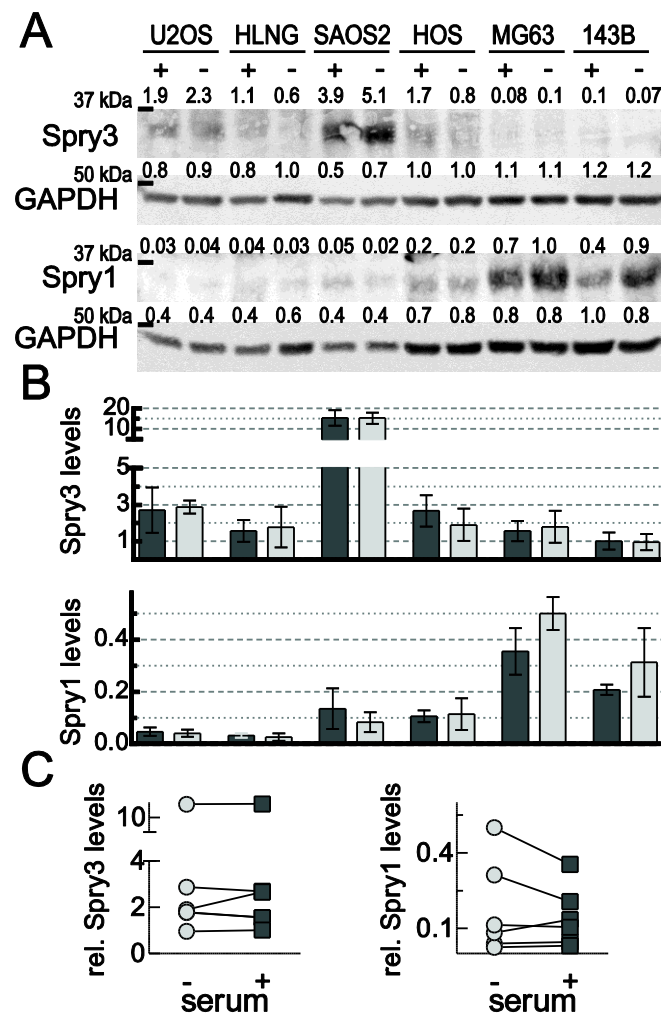 A
U2OS HLNG SAOS2 HOS MG63 143B
+ - + - + - + - + - + -
37 kDa 1.9 2.3 1.1 0.6 3.9 5.1 1.7 0.8 0.08 0.1 0.1 0.07
Spry3
50 kDa 0.8 0.9 0.8 1.0 0.5 0.7 1.0 1.0 1.1 1.1 1.2 1.2
GAPDH
37 kDa 0.03 0.04 0.04 0.03 0.05 0.02 0.2 0.2 0.7 1.0 0.4 0.9
Spry1
50 kDa 0.4 0.4 0.4 0.6 0.4 0.4 0.7 0.8 0.8 0.8 1.0 0.8
GAPDH
B
Spry3 levels
20
10
5
3
1
Spry1 levels
0.4
0.2
0.0
C
rel. Spry3 levels
10
4
2
0
- +
serum
rel. Spry1 levels
0.4
0.1
- +
serum